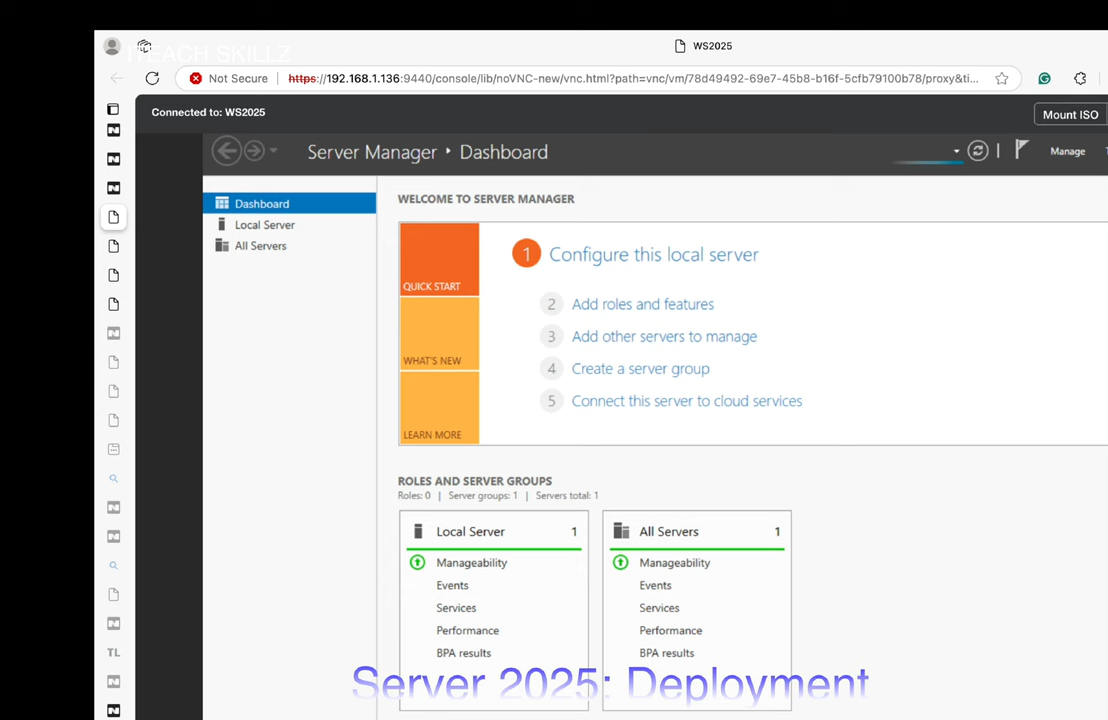 ITEACH SKILLZ
WS2025
Not Secure https://192.168.1.136:9440/console/lib/noVNC-new/vnc.html?path=vnc/vm/78d49492-69e7-45b8-b16f-5cfb79100b78/proxy&ti...
Connected to: WS2025
Mount ISO
Server Manager • Dashboard
Manage
Dashboard
Local Server
All Servers
WELCOME TO SERVER MANAGER
QUICK START
WHAT'S NEW
LEARN MORE
1 Configure this local server
2 Add roles and features
3 Add other servers to manage
4 Create a server group
5 Connect this server to cloud services
ROLES AND SERVER GROUPS
Roles: 0 | Server groups: 1 | Servers total: 1
Local Server 1
Manageability
Events
Services
Performance
BPA results
All Servers 1
Manageability
Events
Services
Performance
BPA results
TL
Server 2025: Deployment